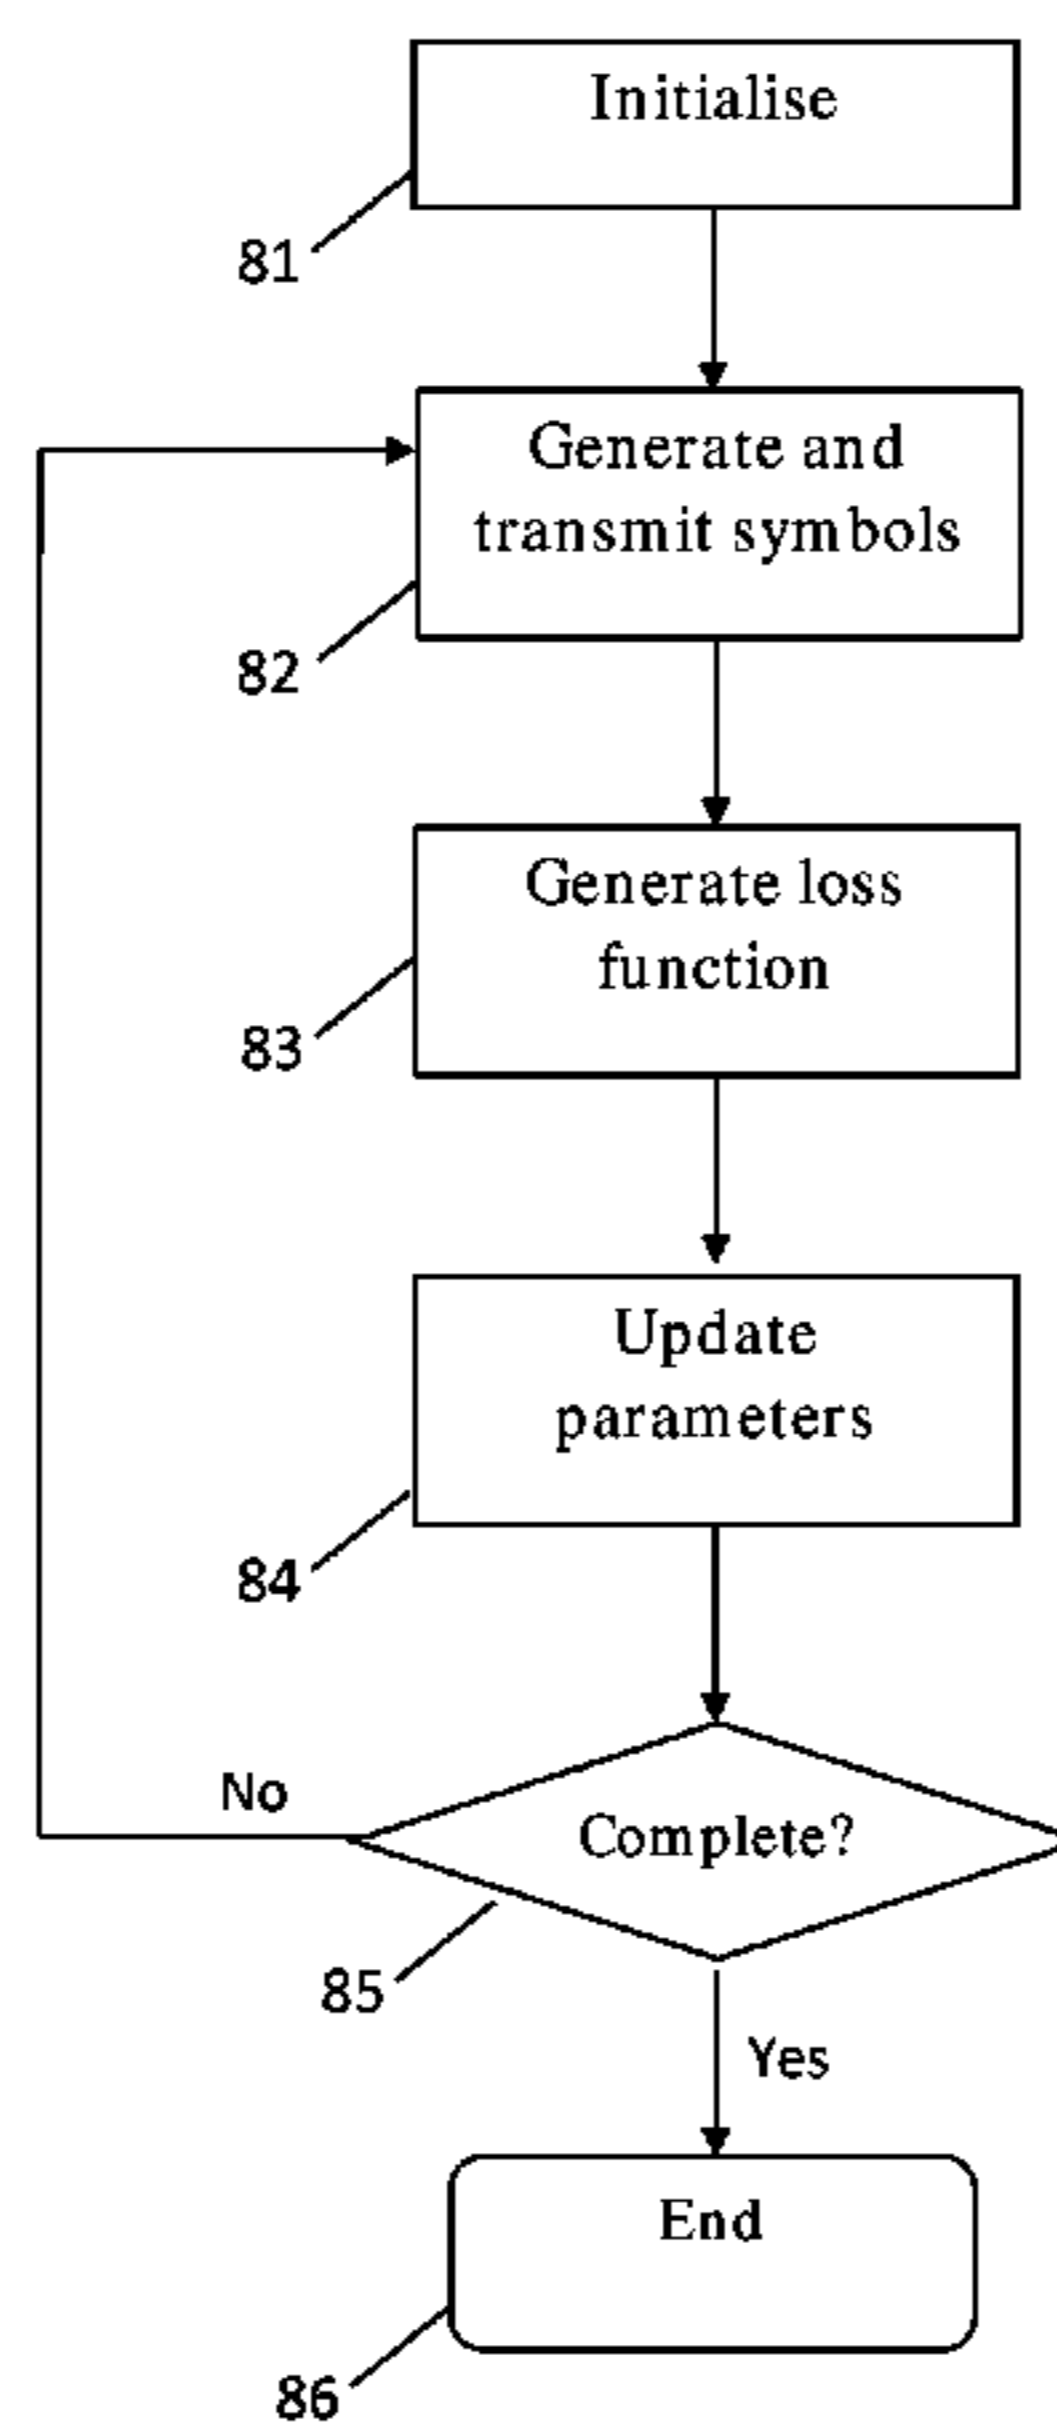 Initialise
81
Generate and
transmit symbols
82
Generate loss
function
83
Update
parameters
84
No
Complete?
85
Yes
End
86